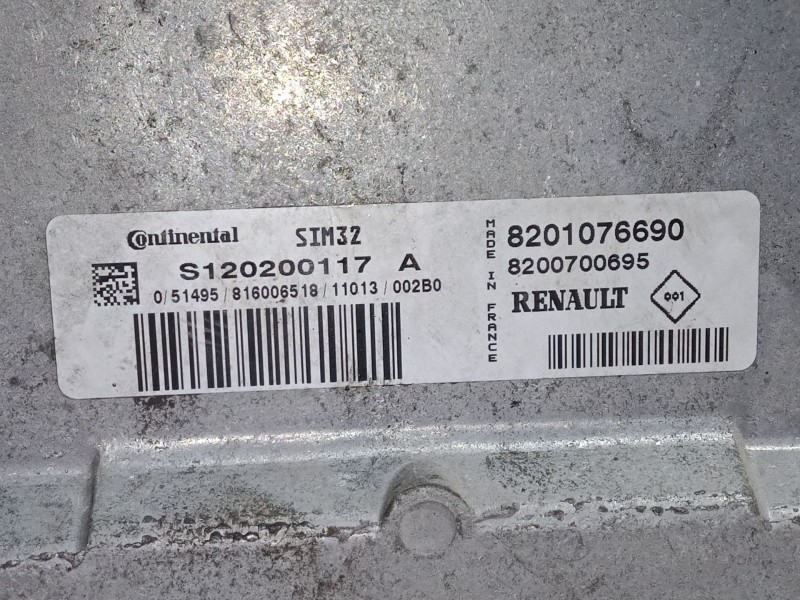 Continental SIM32
S120200117 A
0/51495/816006518/11013/002B0
MADE IN FRANCE
8201076690
8200700695
RENAULT 001